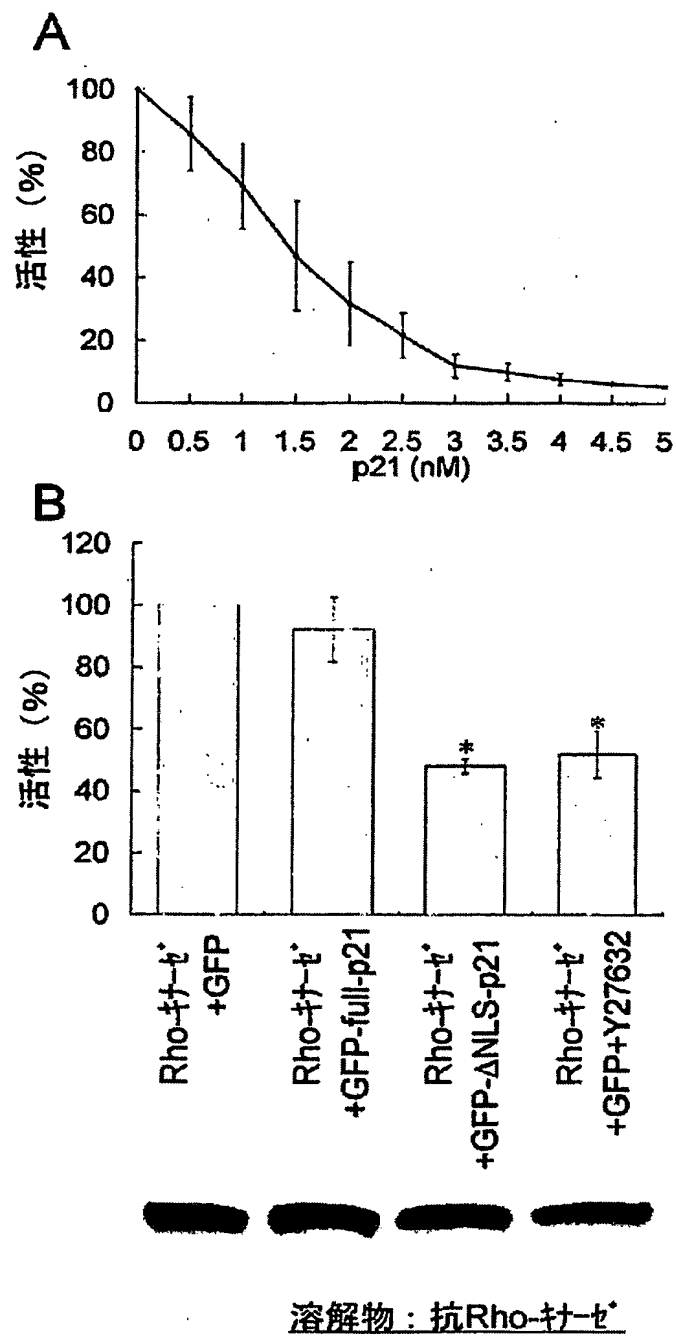 A
活性 (%)
100
80
60
40
20
0
0 0.5 1 1.5 2 2.5 3 3.5 4 4.5 5
p21 (nM)
B
活性 (%)
120
100
80
60
40
20
0
*
*
Rho-ｷﾅｰｾﾞ
+GFP
Rho-ｷﾅｰｾﾞ
+GFP-full-p21
Rho-ｷﾅｰｾﾞ
+GFP-ΔNLS-p21
Rho-ｷﾅｰｾﾞ
+GFP+Y27632
溶解物：抗Rho-ｷﾅｰｾﾞ